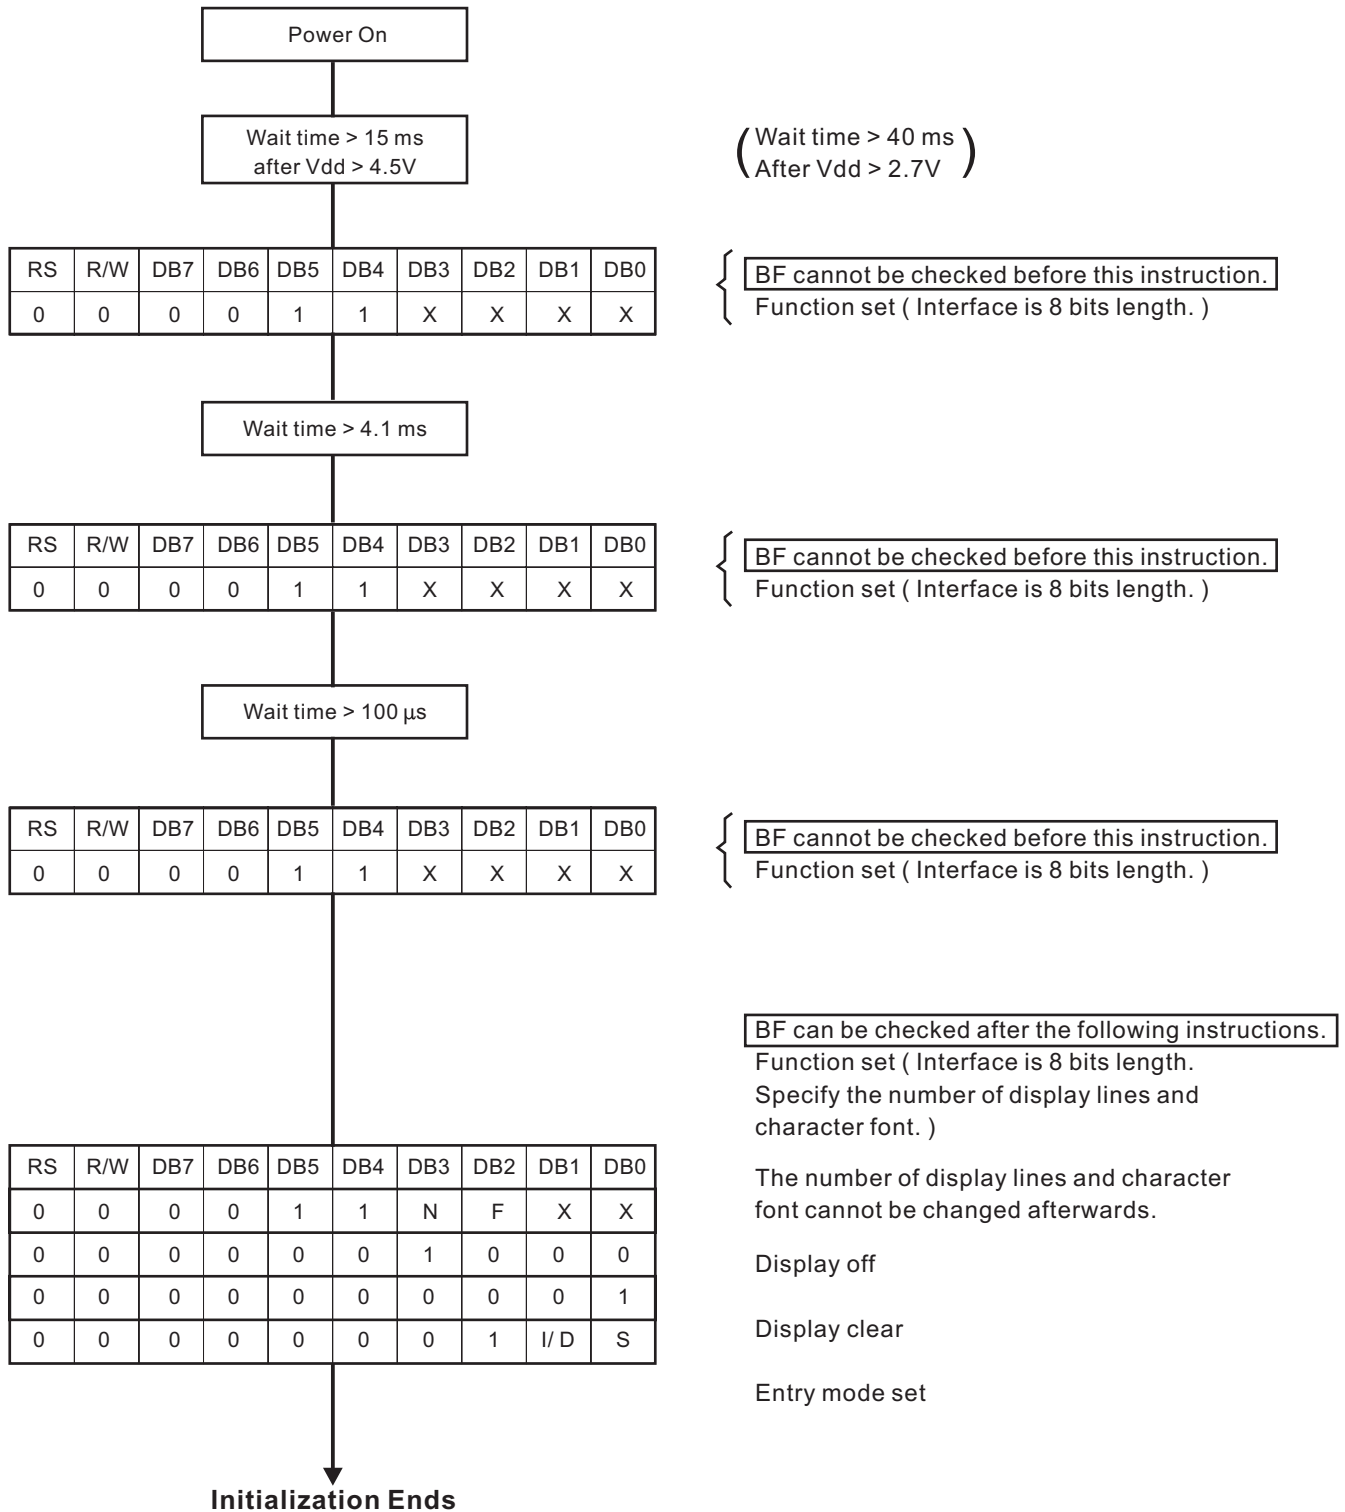 Power On
Wait time > 15 ms
after Vdd > 4.5V
(Wait time > 40 ms
After Vdd > 2.7V)
RS R/W DB7 DB6 DB5 DB4 DB3 DB2 DB1 DB0
0 0 0 0 1 1 X X X X
BF cannot be checked before this instruction.
Function set ( Interface is 8 bits length. )
Wait time > 4.1 ms
RS R/W DB7 DB6 DB5 DB4 DB3 DB2 DB1 DB0
0 0 0 0 1 1 X X X X
BF cannot be checked before this instruction.
Function set ( Interface is 8 bits length. )
Wait time > 100 µs
RS R/W DB7 DB6 DB5 DB4 DB3 DB2 DB1 DB0
0 0 0 0 1 1 X X X X
BF cannot be checked before this instruction.
Function set ( Interface is 8 bits length. )
BF can be checked after the following instructions.
Function set ( Interface is 8 bits length.
Specify the number of display lines and
character font. )
RS R/W DB7 DB6 DB5 DB4 DB3 DB2 DB1 DB0
0 0 0 0 1 1 N F X X
0 0 0 0 0 0 1 0 0 0
0 0 0 0 0 0 0 0 0 1
0 0 0 0 0 0 0 1 I/ D S
The number of display lines and character
font cannot be changed afterwards.
Display off
Display clear
Entry mode set
Initialization Ends